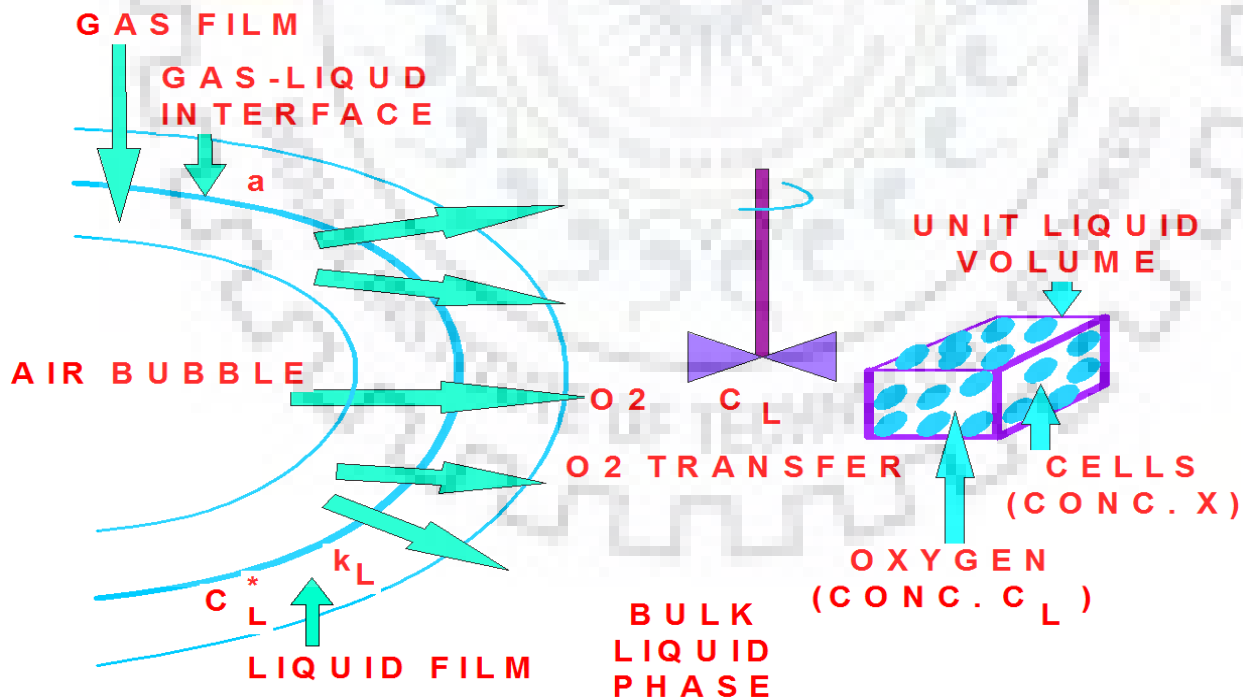 GAS FILM
GAS-LIQUD
INTERFACE
a
AIR BUBBLE
O2
C L
O2 TRANSFER
UNIT LIQUID
VOLUME
CELLS
(CONC. X)
OXYGEN
(CONC. C L )
k L
C * L
LIQUID FILM
BULK
LIQUID
PHASE